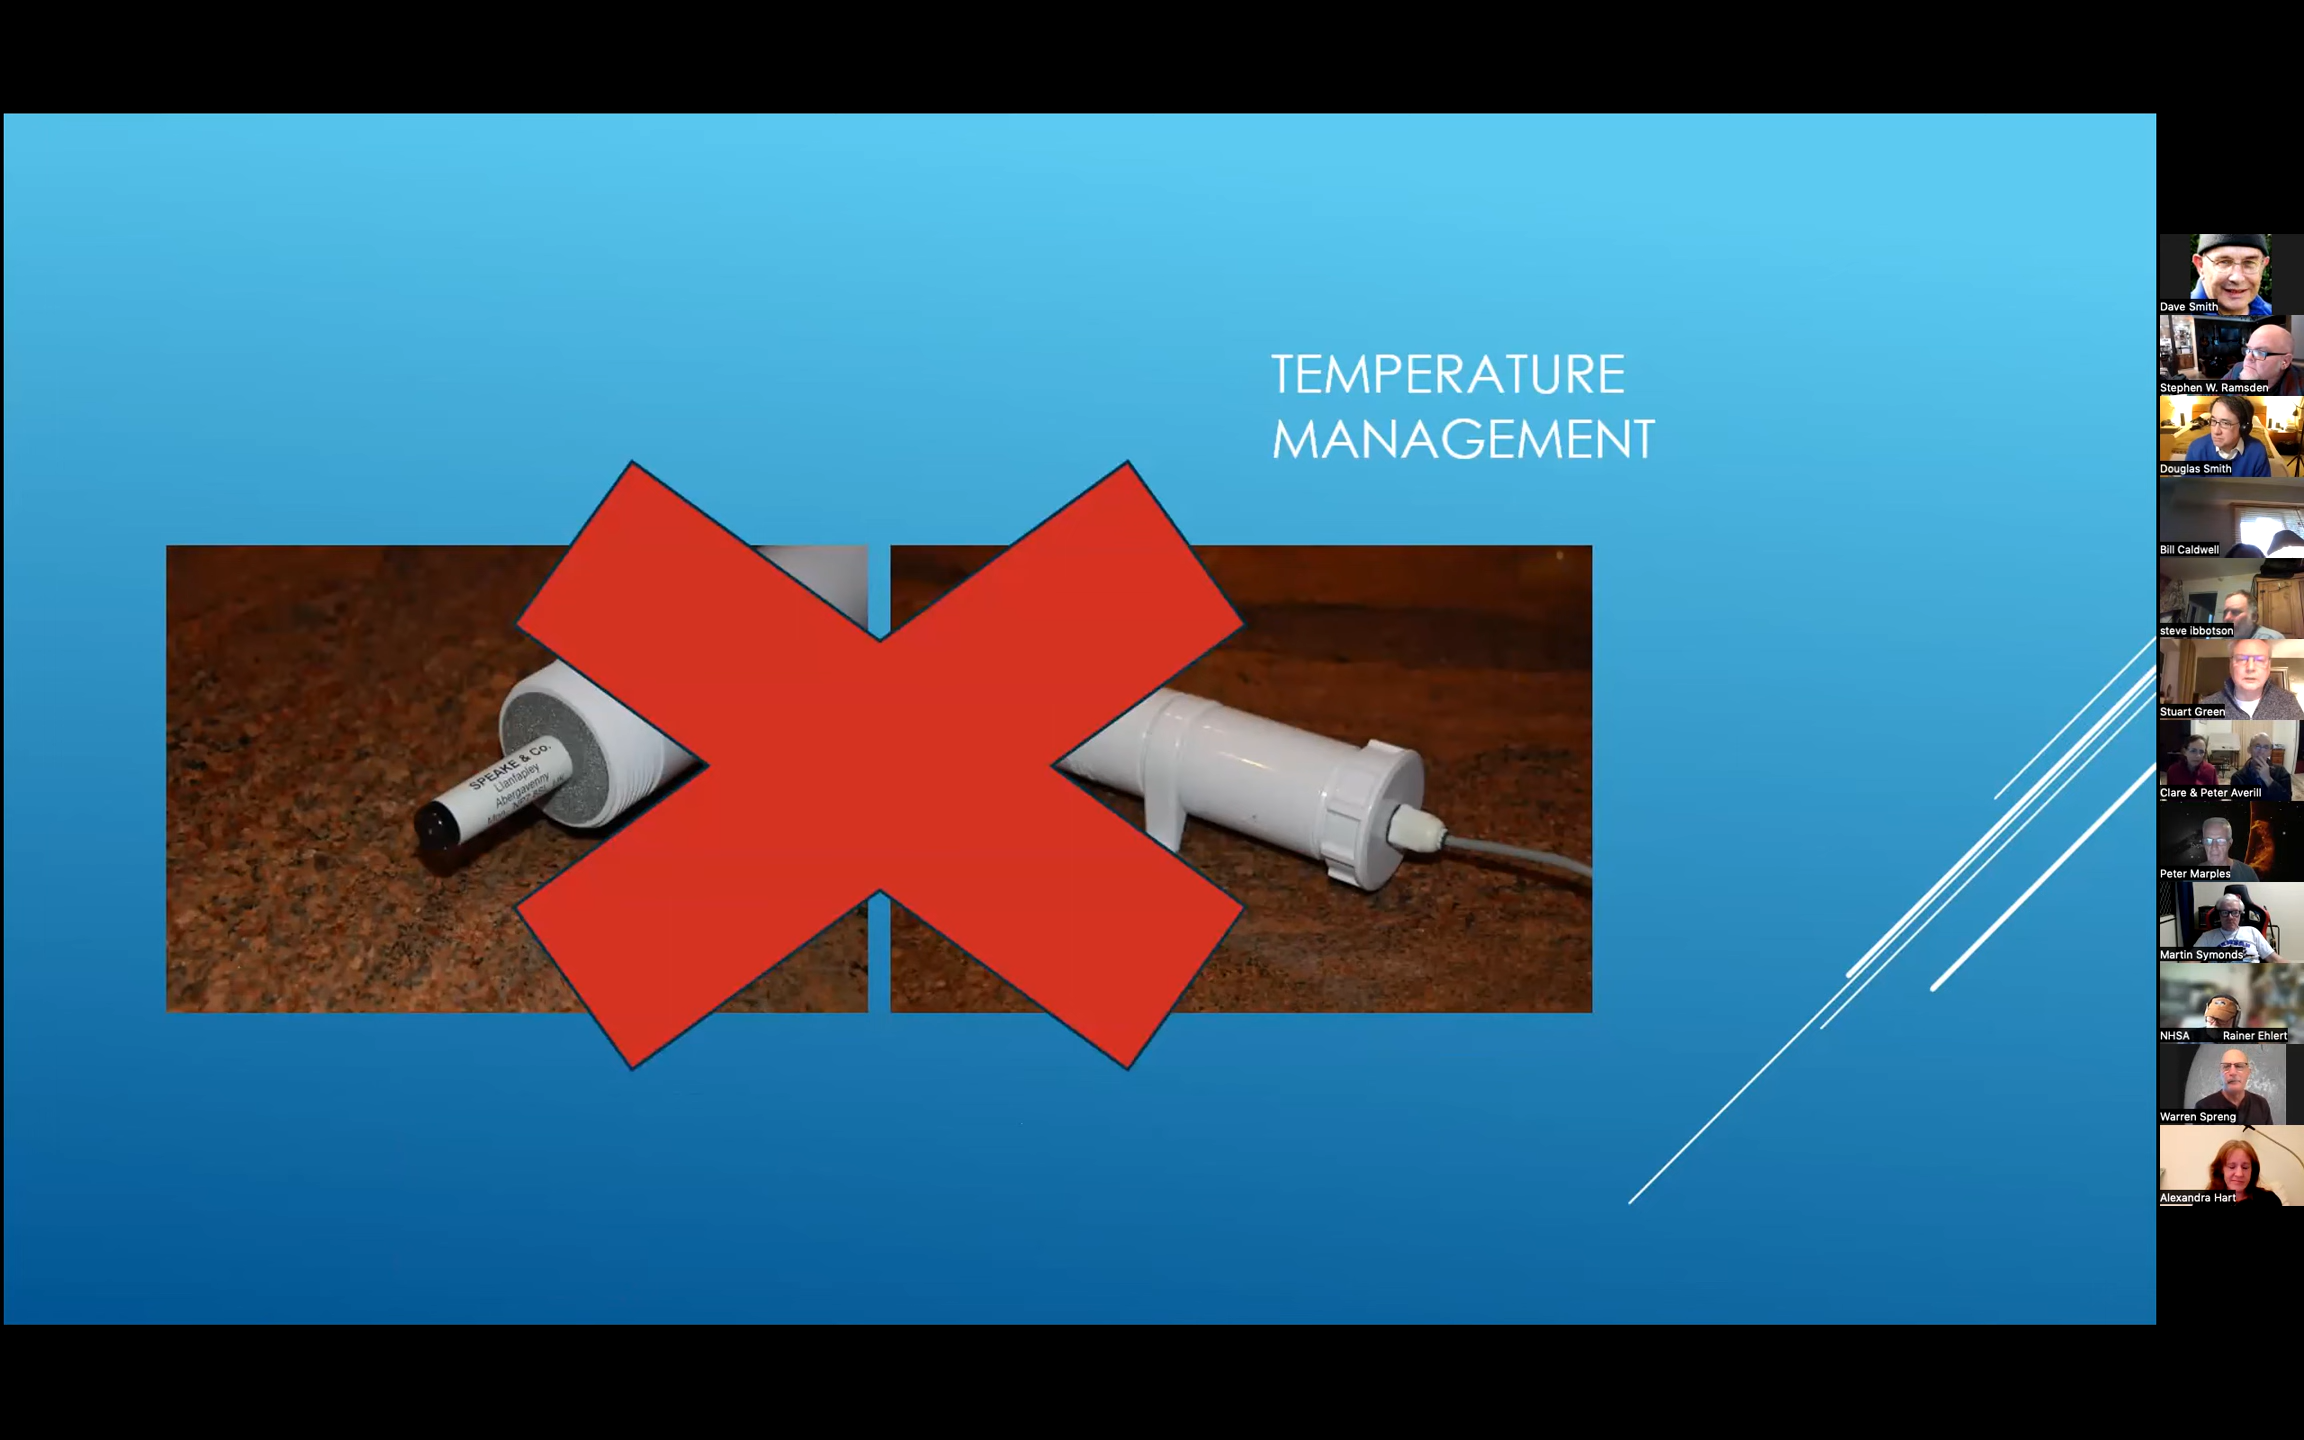 TEMPERATURE
MANAGEMENT
SPEAKE & Co.
Llanfapley
Abergavenny
Dave Smith
Stephen W. Ramsden
Douglas Smith
Bill Caldwell
steve ibbotson
Stuart Green
Clare & Peter Averill
Peter Marples
Martin Symonds
NHSA Rainer Ehlert
Warren Spreng
Alexandra Hart